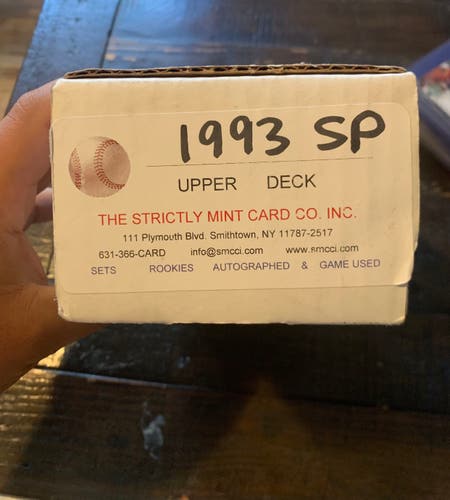 1993 SP
UPPER DECK
THE STRICTLY MINT CARD CO. INC.
111 Plymouth Blvd. Smithtown, NY 11787-2517
631-366-CARD info@smcci.com www.smcci.com
SETS ROOKIES AUTOGRAPHED & GAME USED